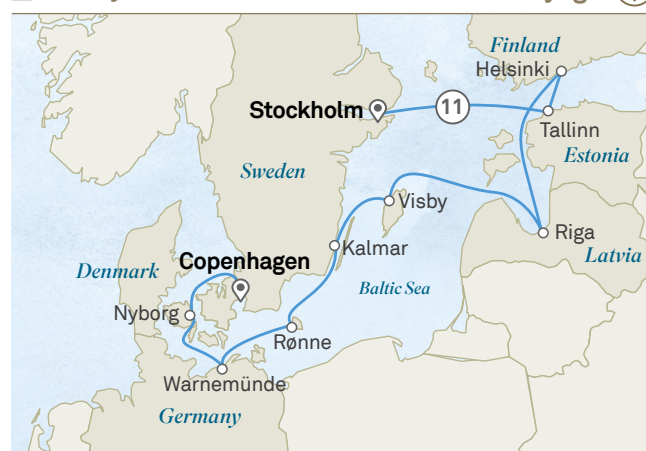 Finland
Helsinki
Stockholm
11
Tallinn
Estonia
Sweden
Visby
Riga
Kalmar
Latvia
Copenhagen
Denmark
Baltic Sea
Nyborg
Rønne
Warnemünde
Germany